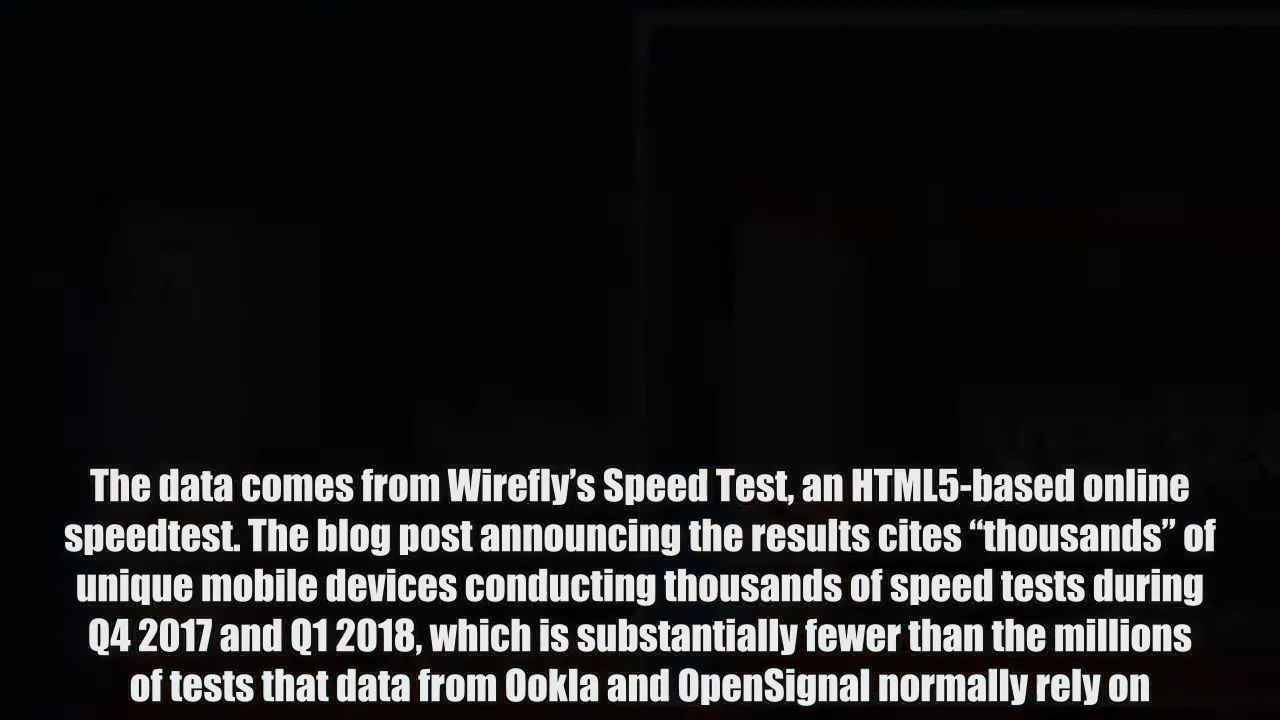 The data comes from Wirefly’s Speed Test, an HTML5-based online
speedtest. The blog post announcing the results cites “thousands” of
unique mobile devices conducting thousands of speed tests during
Q4 2017 and Q1 2018, which is substantially fewer than the millions
of tests that data from Ookla and OpenSignal normally rely on